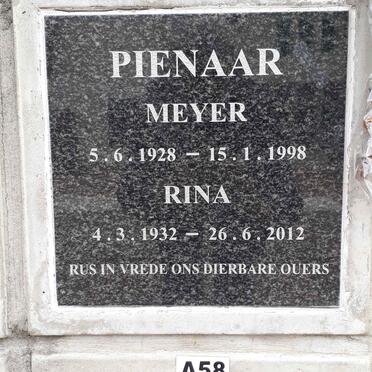 PIENAAR
MEYER
5.6.1928 – 15.1.1998
RINA
4.3.1932 – 26.6.2012
RUS IN VREDE ONS DIERBARE OUERS
A58